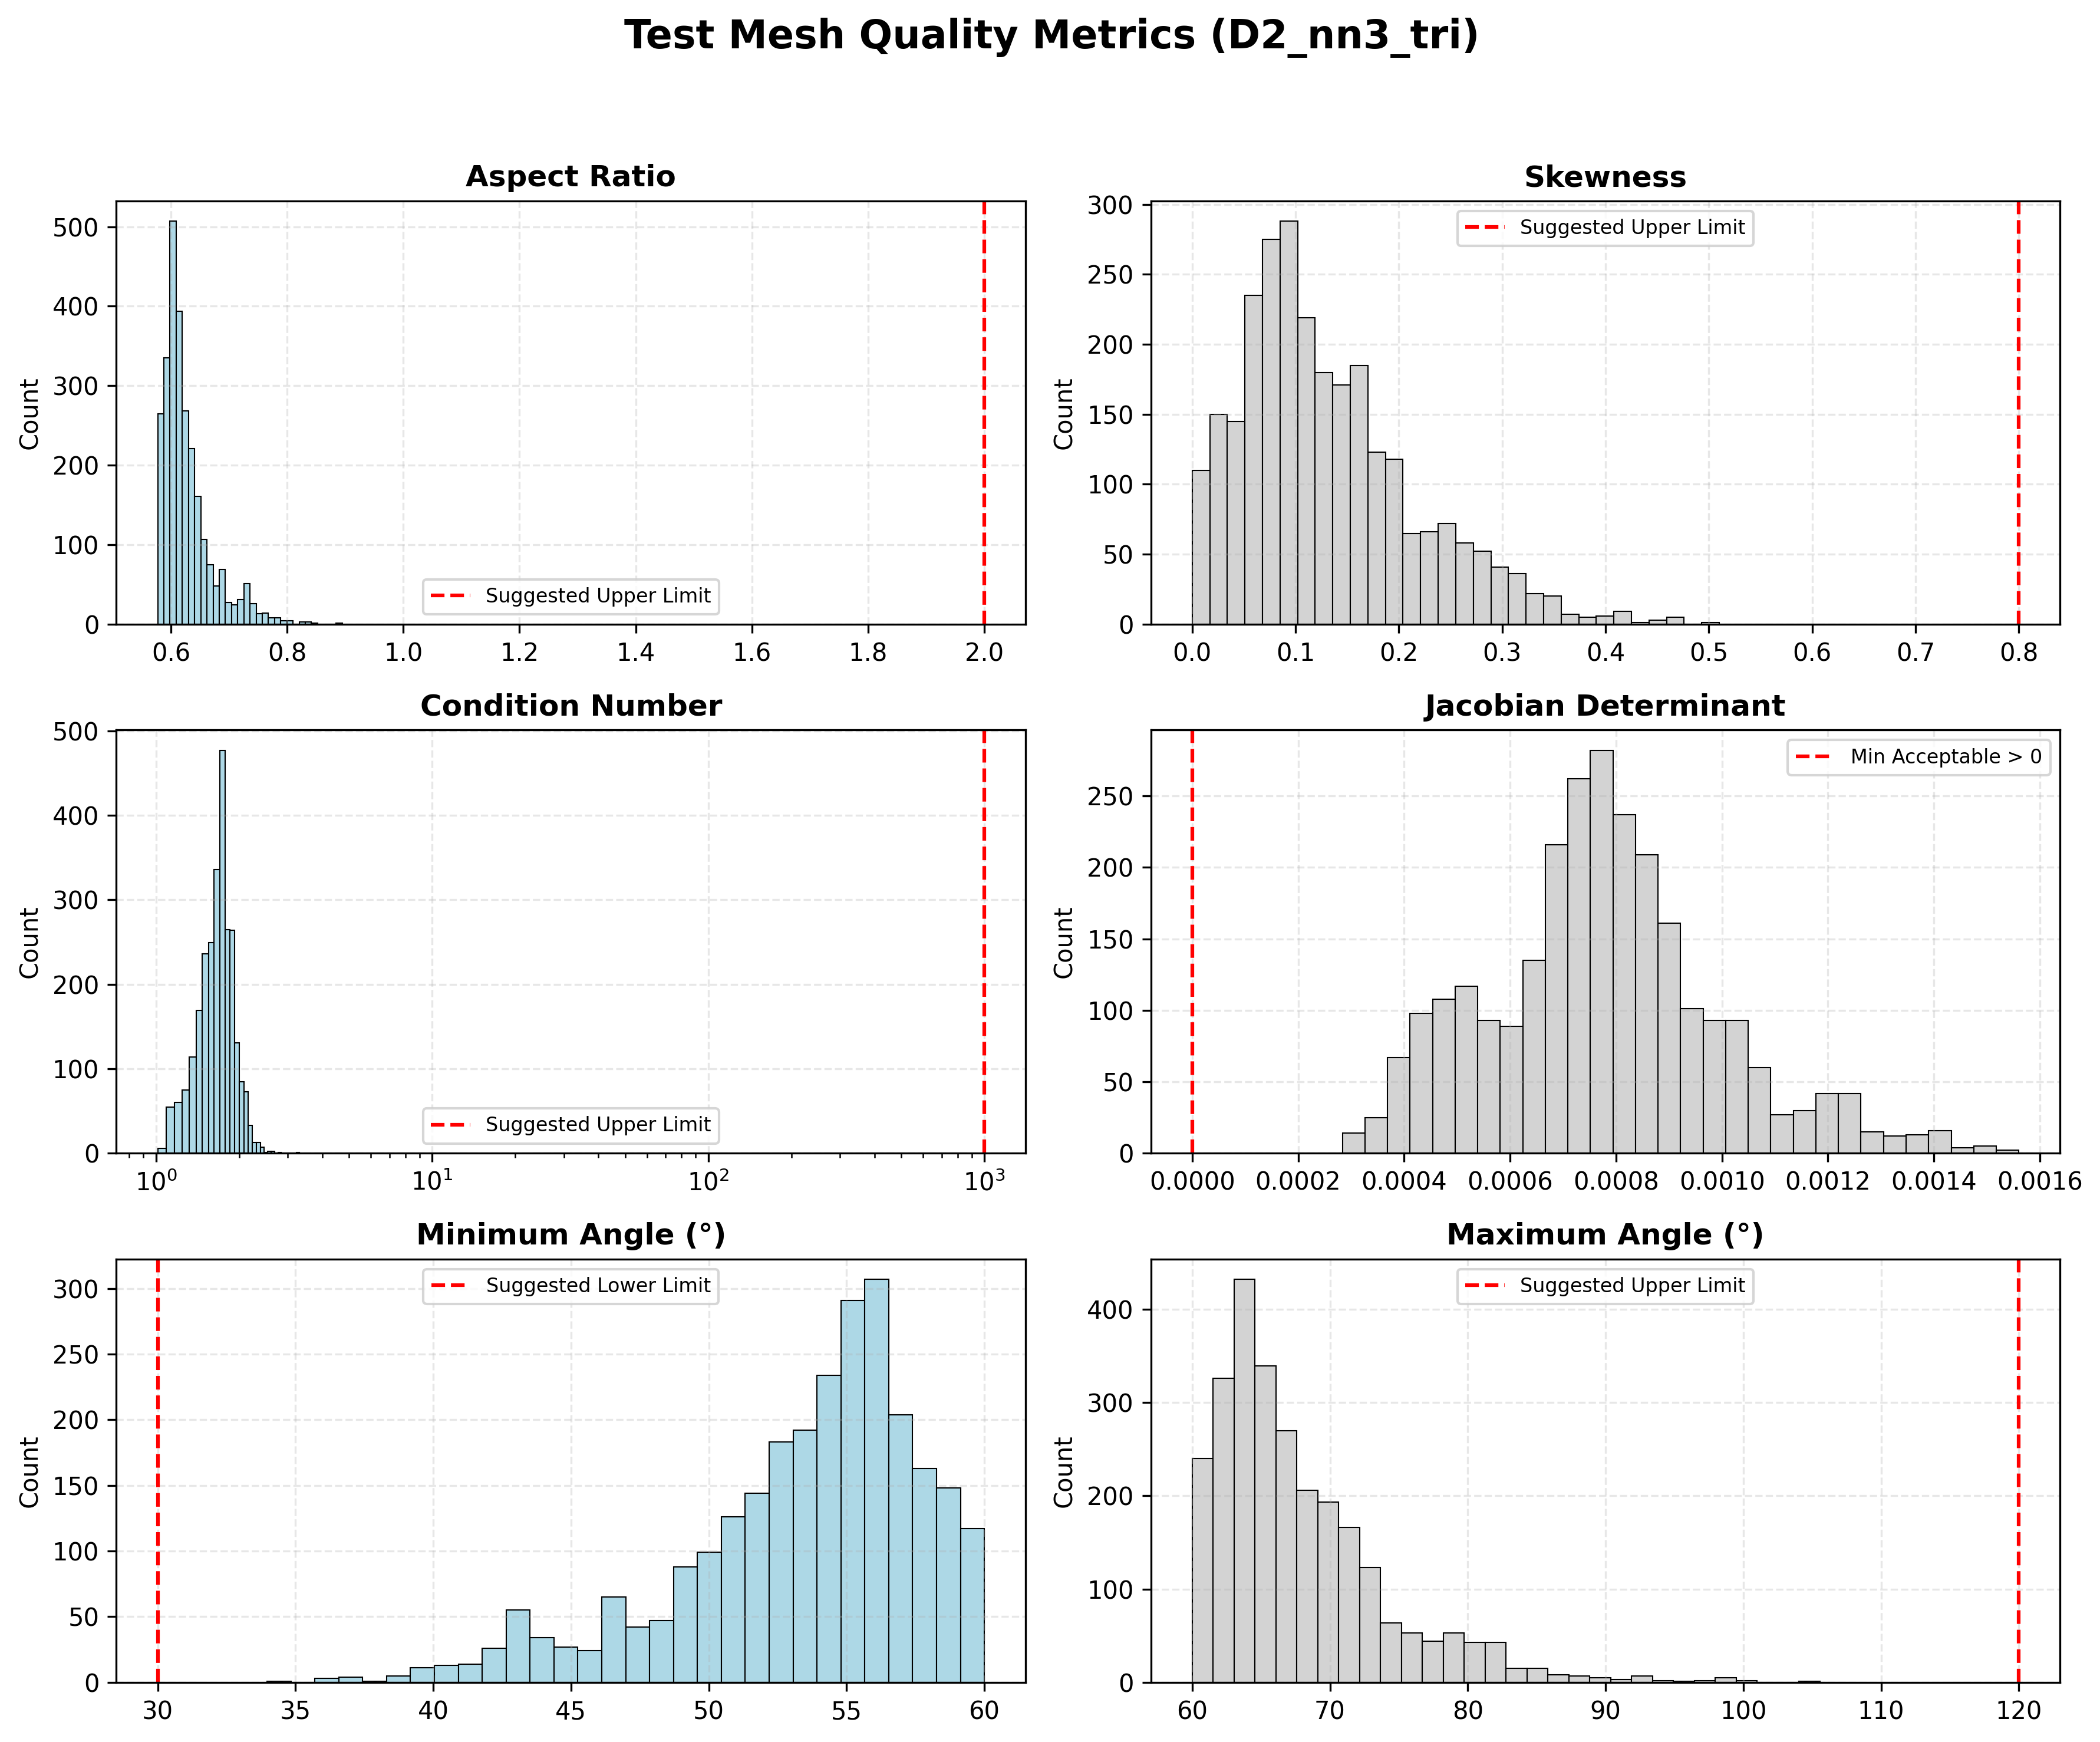 Test Mesh Quality Metrics (D2_nn3_tri)
Aspect Ratio
Count
500
400
300
200
100
0
0.6 0.8 1.0 1.2 1.4 1.6 1.8 2.0
Suggested Upper Limit
Skewness
Count
300
250
200
150
100
50
0
0.0 0.1 0.2 0.3 0.4 0.5 0.6 0.7 0.8
Suggested Upper Limit
Condition Number
Count
500
400
300
200
100
0
10⁰ 10¹ 10² 10³
Suggested Upper Limit
Jacobian Determinant
Count
250
200
150
100
50
0
0.0000 0.0002 0.0004 0.0006 0.0008 0.0010 0.0012 0.0014 0.0016
Min Acceptable > 0
Minimum Angle (°)
Count
300
250
200
150
100
50
0
30 35 40 45 50 55 60
Suggested Lower Limit
Maximum Angle (°)
Count
400
300
200
100
0
60 70 80 90 100 110 120
Suggested Upper Limit